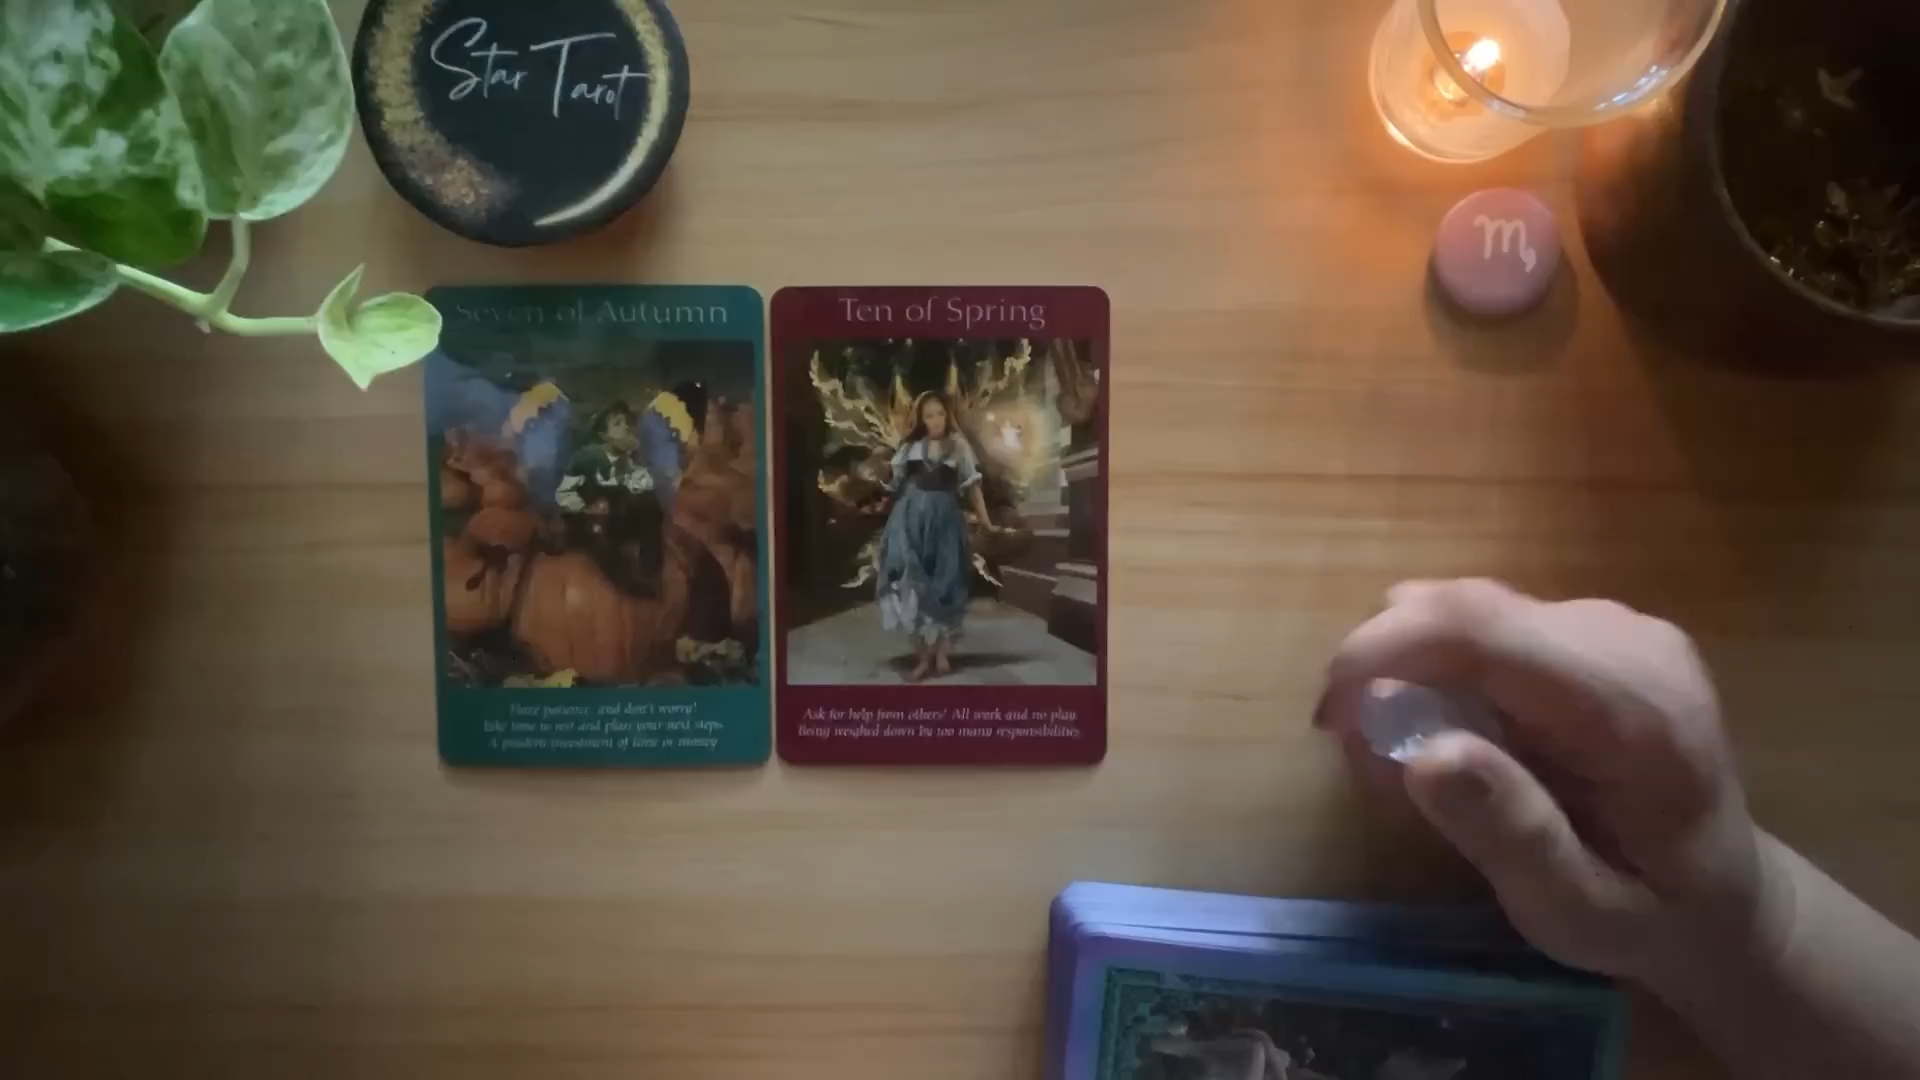 Star Tarot
♏
Seven of Autumn
Have patience and don't worry!
Take time to rest and plan your next steps.
A prudent investment of time or money
Ten of Spring
Ask for help from others! All work and no play.
Being weighed down by too many responsibilities.